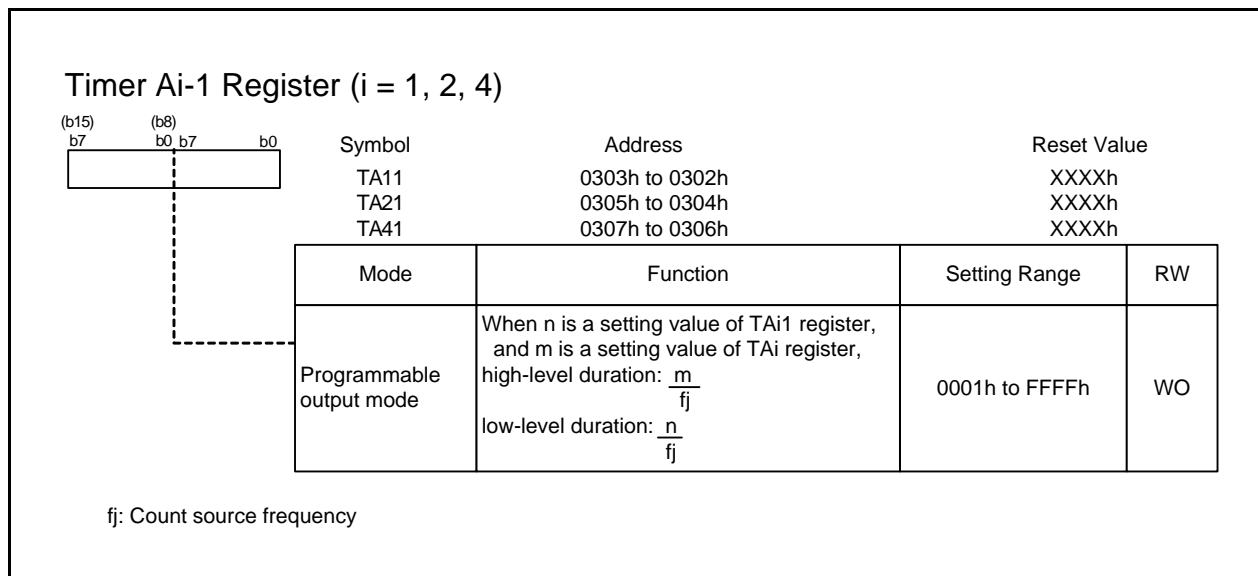 Timer Ai-1 Register (i = 1, 2, 4)
(b15) (b8)
b7 b0 b7 b0
Symbol Address Reset Value
TA11 0303h to 0302h XXXXh
TA21 0305h to 0304h XXXXh
TA41 0307h to 0306h XXXXh
Mode Function Setting Range RW
Programmable
output mode
When n is a setting value of TAi1 register,
and m is a setting value of TAi register,
high-level duration: m
fj
low-level duration: n
fj
0001h to FFFFh
WO
fj: Count source frequency